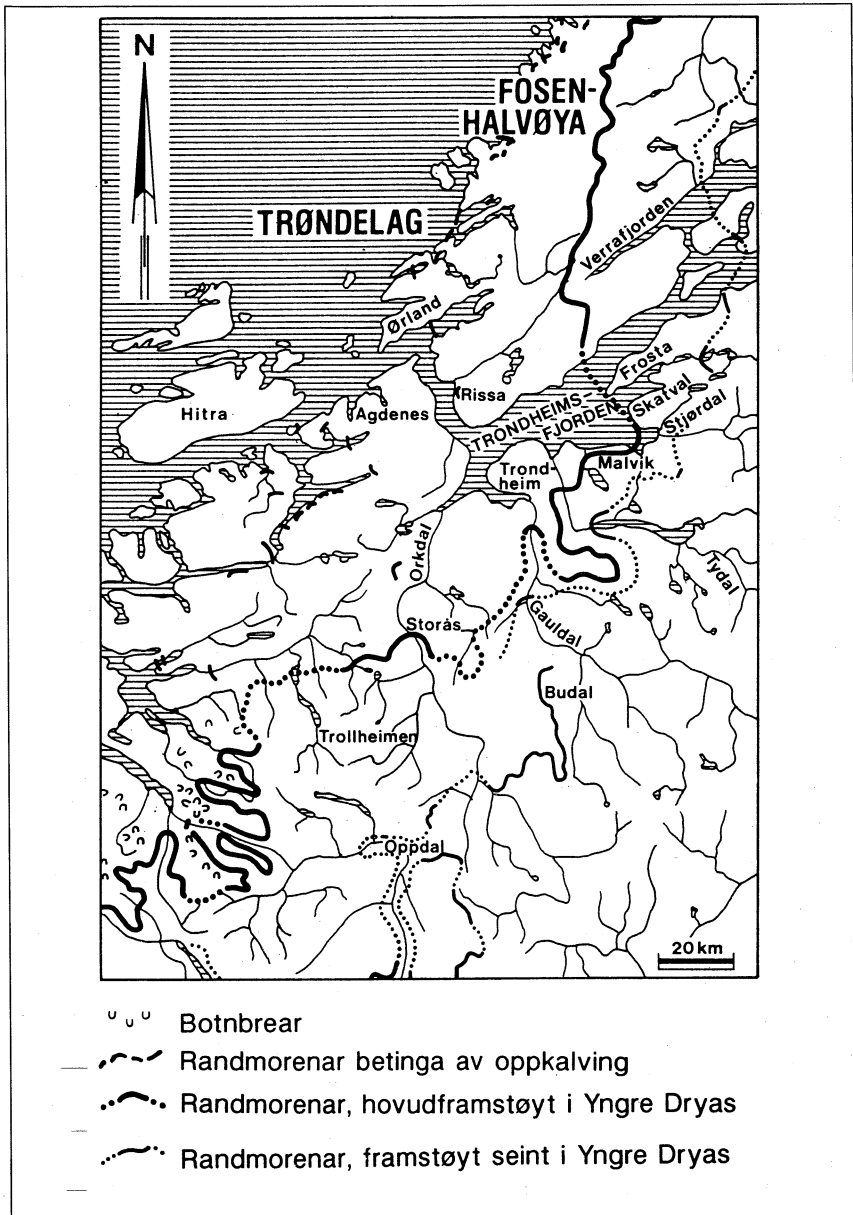 N
FOSEN-
HALVØYA
TRØNDELAG
Verrafjorden
Ørland
Frosta
Rissa
Hitra
Agdenes
TRONDHEIMS-
FJORDEN
Skatval
Stjørdal
Trond-
heim
Malvik
Orkdal
Tydal
Storås
Gauldal
Budal
Trollheimen
Oppdal
20 km
Botnbrear
Randmorenar betinga av oppkalving
Randmorenar, hovudframstøyt i Yngre Dryas
Randmorenar, framstøyt seint i Yngre Dryas